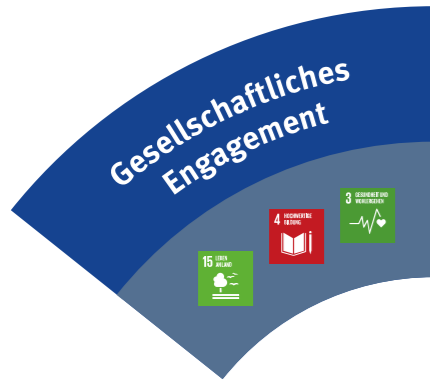 Gesellschaftliches
Engagement
15 LEBEN
AN LAND
4 HOCHWERTIGE
BILDUNG
3 GESUNDHEIT UND
WOHLERGEHEN